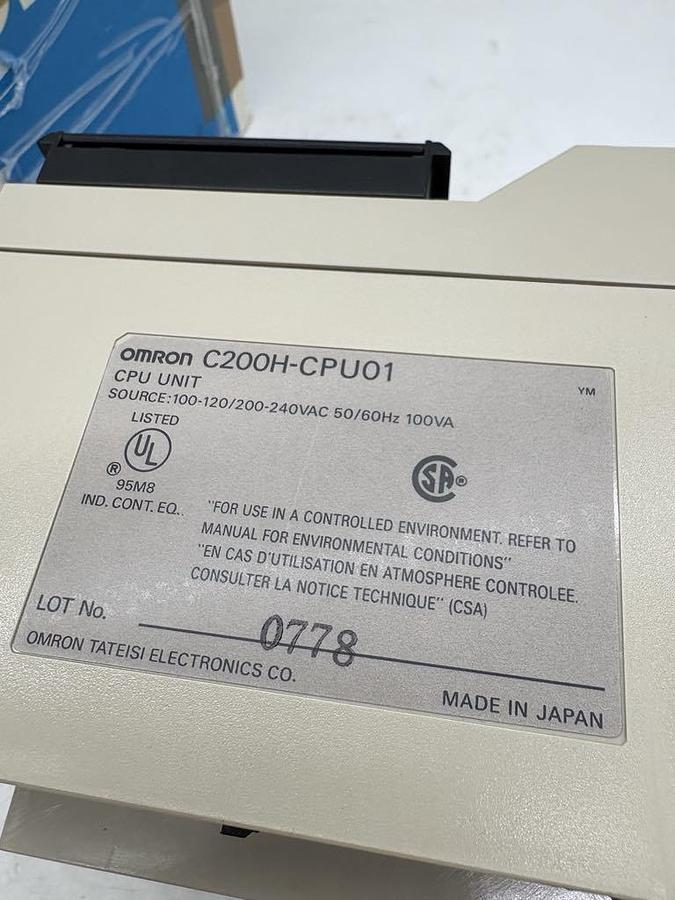 OMRON C200H-CPU01
CPU UNIT
YM
SOURCE:100-120/200-240VAC 50/60Hz 100VA
LISTED
UL
®
95M8
IND. CONT. EQ..
SA®
"FOR USE IN A CONTROLLED ENVIRONMENT. REFER TO
MANUAL FOR ENVIRONMENTAL CONDITIONS"
"EN CAS D'UTILISATION EN ATMOSPHERE CONTROLEE.
CONSULTER LA NOTICE TECHNIQUE" (CSA)
LOT No. 0778
OMRON TATEISI ELECTRONICS CO.
MADE IN JAPAN